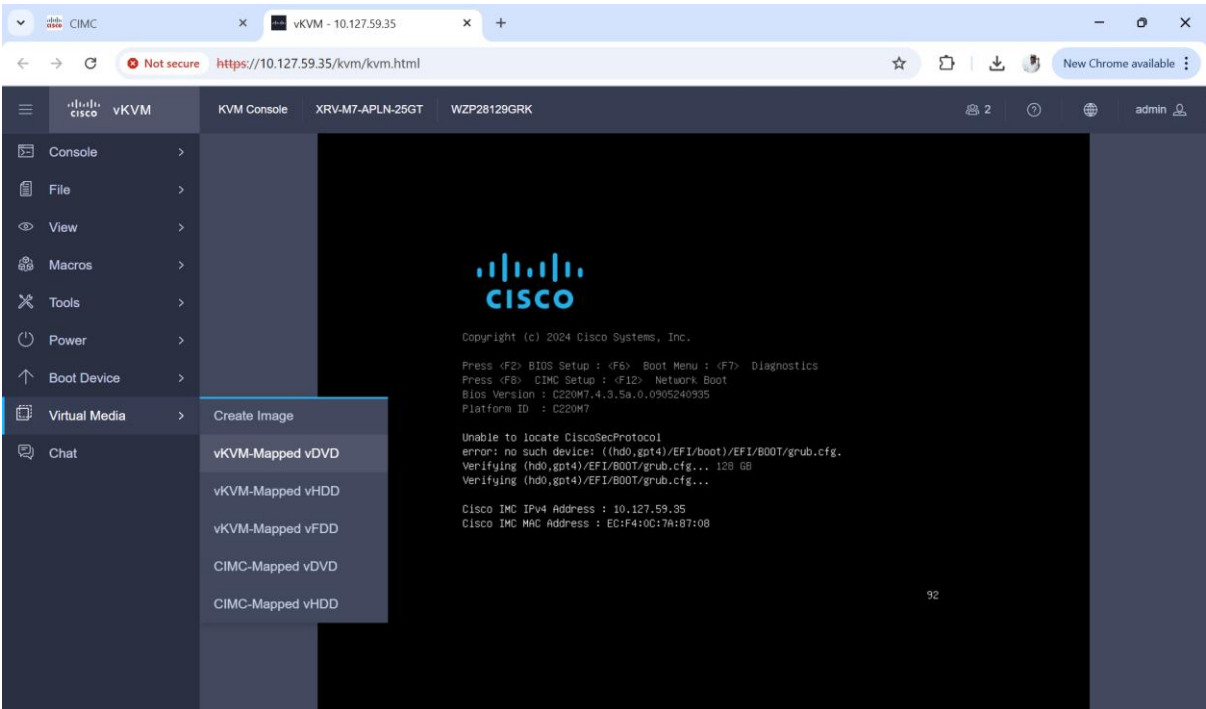 CIMC
vKVM - 10.127.59.35
Not secure
https://10.127.59.35/kvm/kvm.html
New Chrome available
cisco vKVM
KVM Console
XRV-M7-APLN-25GT
WZP28129GRK
2
admin
Console
File
View
Macros
Tools
Power
Boot Device
Virtual Media
Chat
Create Image
vKVM-Mapped vDVD
vKVM-Mapped vHDD
vKVM-Mapped vFDD
CIMC-Mapped vDVD
CIMC-Mapped vHDD
CISCO
Copyright (c) 2024 Cisco Systems, Inc.
Press <F2> BIOS Setup : <F6> Boot Menu : <F7> Diagnostics
Press <F8> CIMC Setup : <F12> Network Boot
Bios Version : C220M7.4.3.5a.0.0905240935
Platform ID : C220M7
Unable to locate CiscoSecProtocol
error: no such device: ((hd0,gpt4)/EFI/boot)/EFI/BOOT/grub.cfg.
Verifying (hd0,gpt4)/EFI/BOOT/grub.cfg... 128 GB
Verifying (hd0,gpt4)/EFI/BOOT/grub.cfg...
Cisco IMC IPv4 Address : 10.127.59.35
Cisco IMC MAC Address : EC:F4:0C:7A:87:08
92